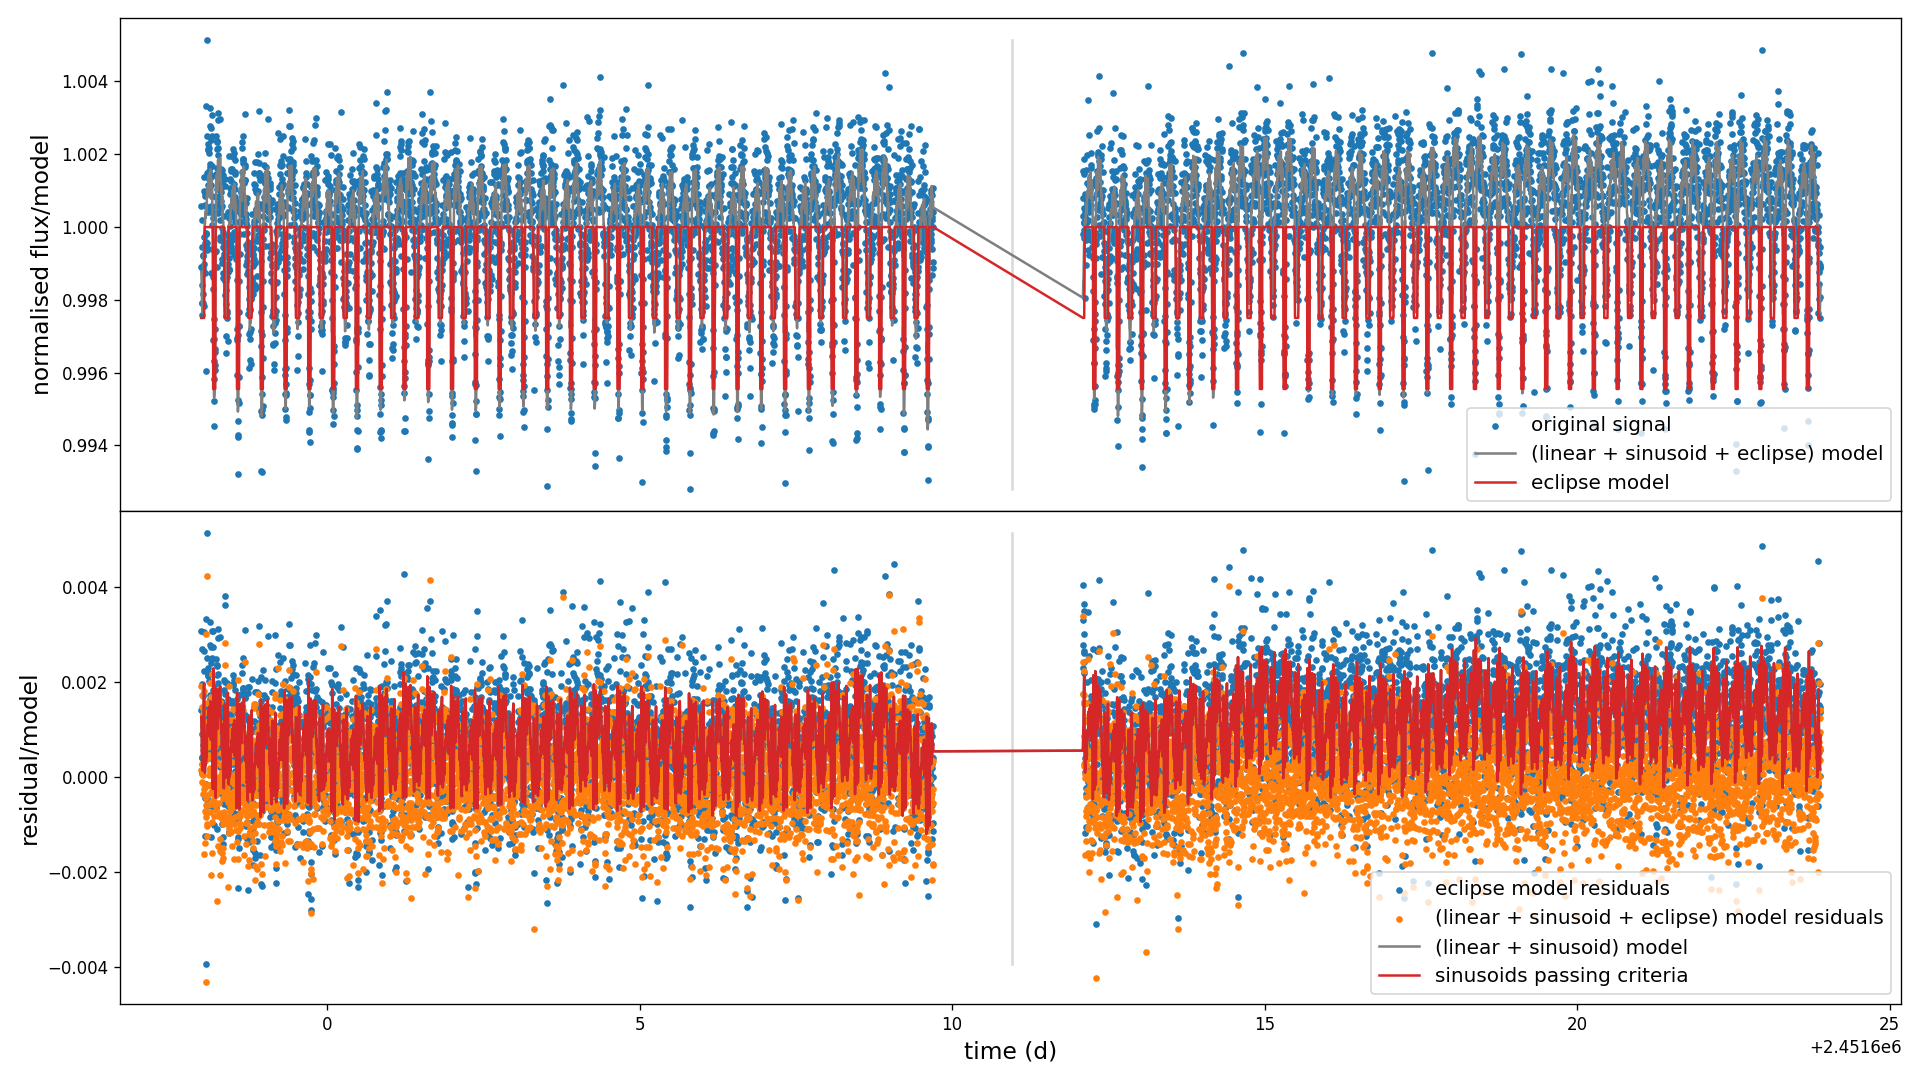 normalised flux/model
1.004
1.002
1.000
0.998
0.996
0.994
original signal
(linear + sinusoid + eclipse) model
eclipse model
residual/model
0.004
0.002
0.000
−0.002
−0.004
eclipse model residuals
(linear + sinusoid + eclipse) model residuals
(linear + sinusoid) model
sinusoids passing criteria
0 5 10 15 20 25
time (d)
+2.4516e6